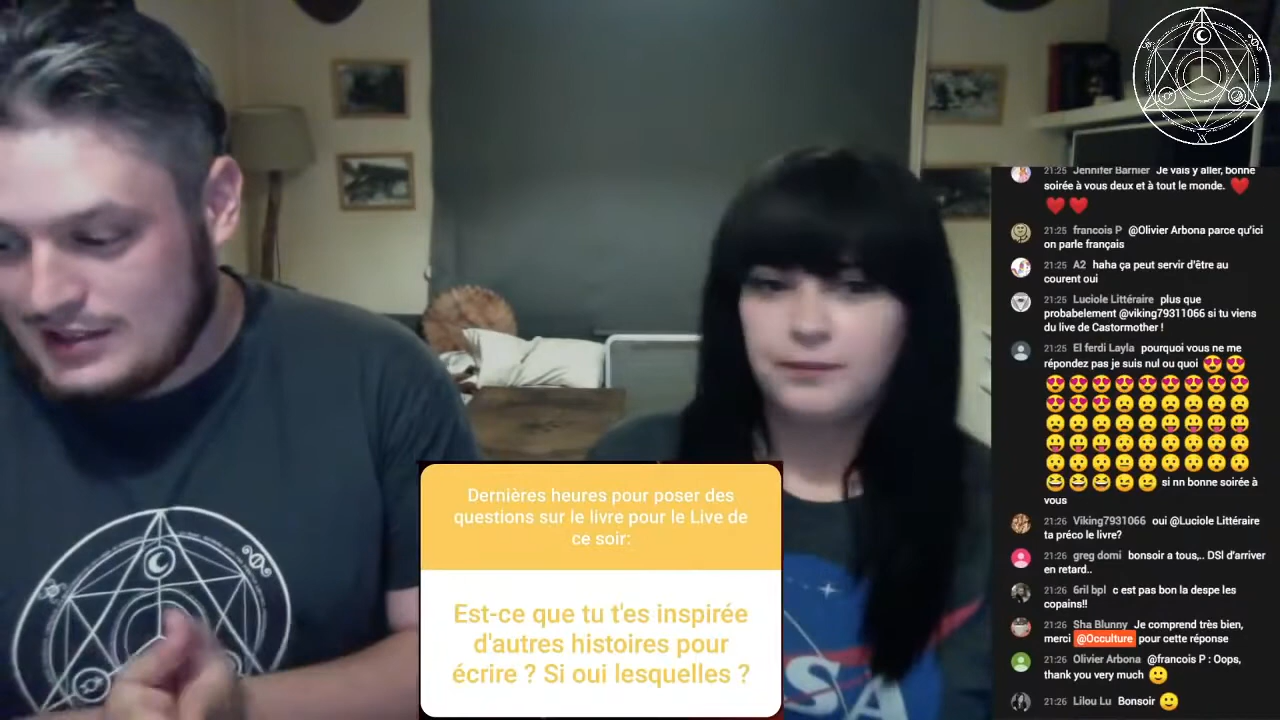 21:25 Jennifer Barnier Je vais y aller, bonne
soirée à vous deux et à tout le monde. ❤️
❤️❤️
21:25 francois P @Olivier Arbona parce qu'ici
on parle français
21:25 A2 haha ça peut servir d'être au
courent oui
21:25 Luciole Littéraire plus que
probabelement @viking79311066 si tu viens
du live de Castormother !
21:25 El ferdi Layla pourquoi vous ne me
répondez pas je suis nul ou quoi
si nn bonne soirée à
vous
21:26 Viking7931066 oui @Luciole Littéraire
ta préco le livre?
21:26 greg domi bonsoir a tous,.. DSl d'arriver
en retard..
21:26 6ril bpl c est pas bon la despe les
copains!!
21:26 Sha Blunny Je comprend très bien,
merci @Occulture pour cette réponse
21:26 Olivier Arbona @francois P : Oops,
thank you very much 🙂
21:26 Lilou Lu Bonsoir 🙂
Dernières heures pour poser des
questions sur le livre pour le Live de
ce soir:
Est-ce que tu t'es inspirée
d'autres histoires pour
écrire ? Si oui lesquelles ?